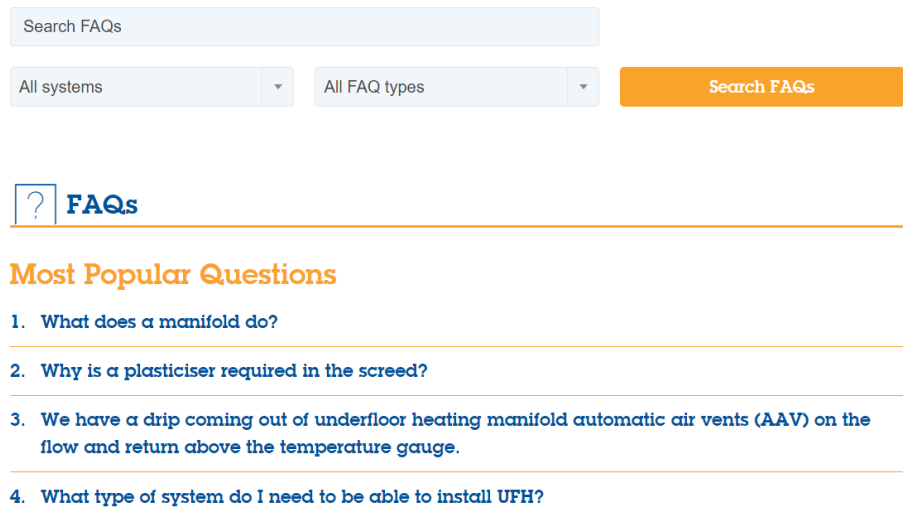 Search FAQs
All systems
All FAQ types
Search FAQs
? FAQs
Most Popular Questions
1. What does a manifold do?
2. Why is a plasticiser required in the screed?
3. We have a drip coming out of underfloor heating manifold automatic air vents (AAV) on the
flow and return above the temperature gauge.
4. What type of system do I need to be able to install UFH?